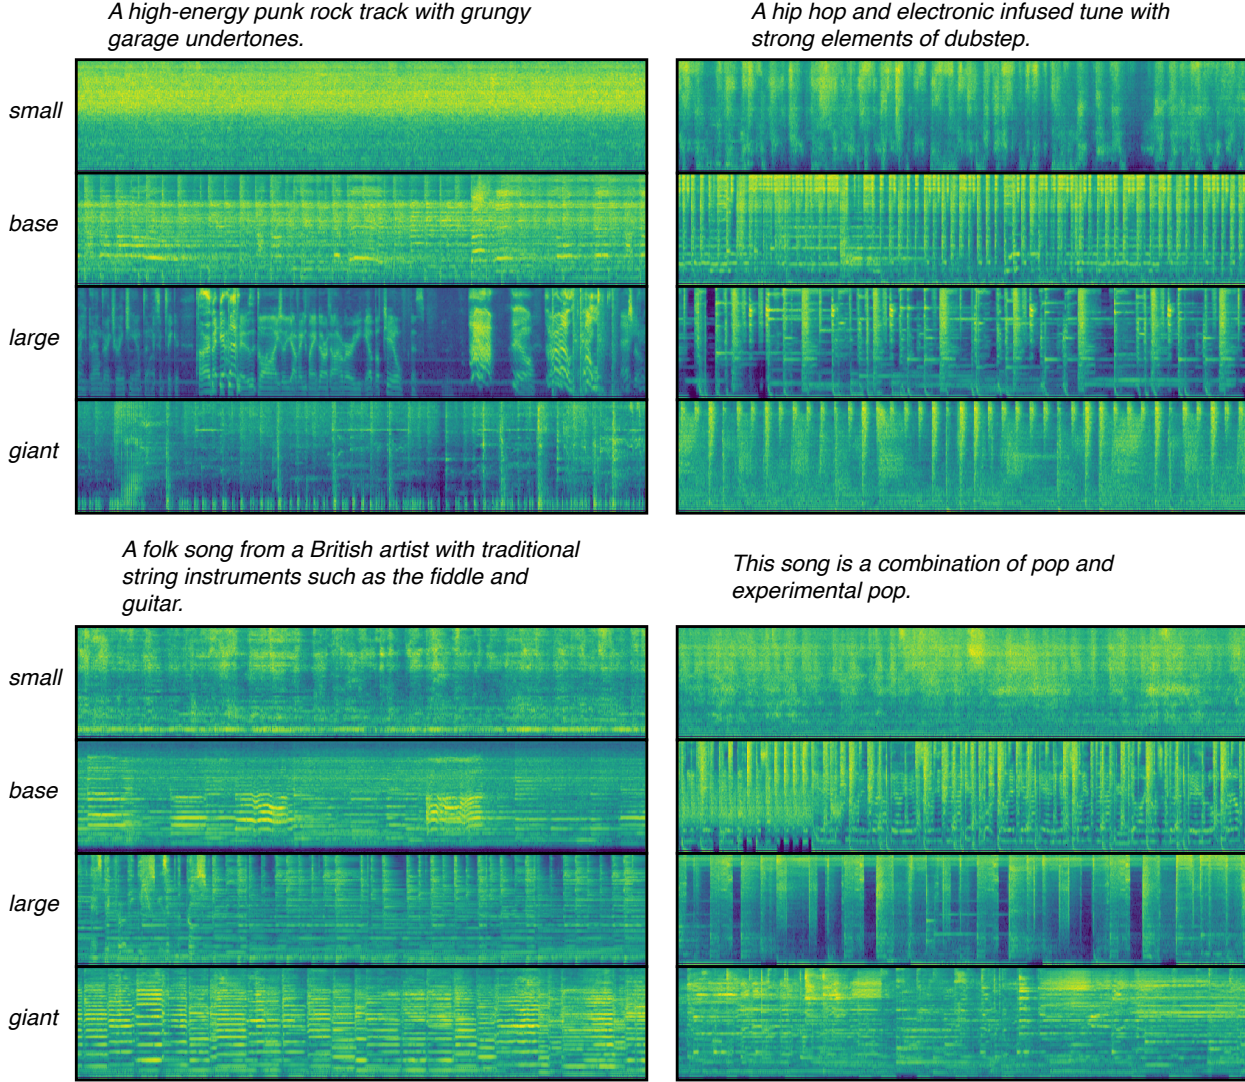 A high-energy punk rock track with grungy
garage undertones.
A hip hop and electronic infused tune with
strong elements of dubstep.
small
base
large
giant
A folk song from a British artist with traditional
string instruments such as the fiddle and
guitar.
This song is a combination of pop and
experimental pop.
small
base
large
giant